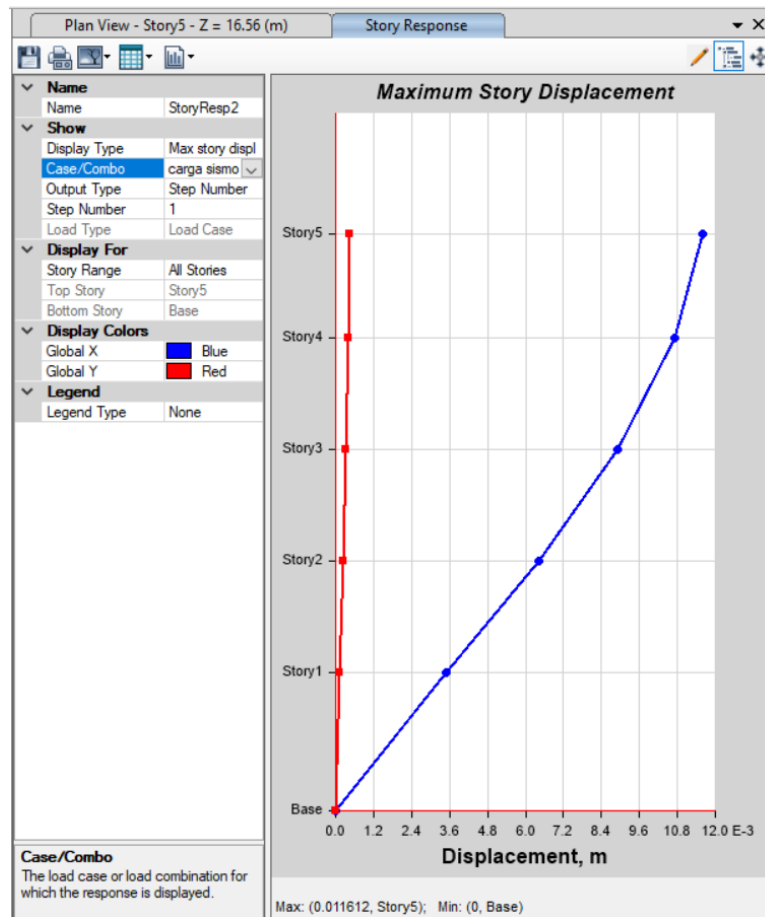 Plan View - Story5 - Z = 16.56 (m)
Story Response
Name
Name StoryResp2
Show
Display Type Max story displ
Case/Combo carga sismo
Output Type Step Number
Step Number 1
Load Type Load Case
Display For
Story Range All Stories
Top Story Story5
Bottom Story Base
Display Colors
Global X Blue
Global Y Red
Legend
Legend Type None
Case/Combo
The load case or load combination for
which the response is displayed.
Maximum Story Displacement
Story5
Story4
Story3
Story2
Story1
Base
0.0 1.2 2.4 3.6 4.8 6.0 7.2 8.4 9.6 10.8 12.0 E-3
Displacement, m
Max: (0.011612, Story5); Min: (0, Base)